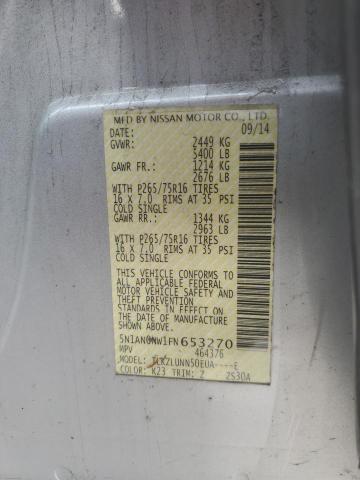 MFD BY NISSAN MOTOR CO., LTD.
DATE: 09/14
GVWR: 2449 KG
5400 LB
GAWR FR.: 1214 KG
2676 LB
WITH P265/75R16 TIRES
16 x 7.0 RIMS AT 35 PSI
COLD SINGLE
GAWR RR.: 1344 KG
2963 LB
WITH P265/75R16 TIRES
16 x 7.0 RIMS AT 35 PSI
COLD SINGLE
THIS VEHICLE CONFORMS TO
ALL APPLICABLE FEDERAL
MOTOR VEHICLE SAFETY AND
THEFT PREVENTION
STANDARDS IN EFFECT ON THE
DATE OF MANUFACTURE
5N1AN0NW1FN 653270
MPV 464376
MODEL: TLKZLUNN50EUA----E
COLOR: K23 TRIM: Z 2S30A